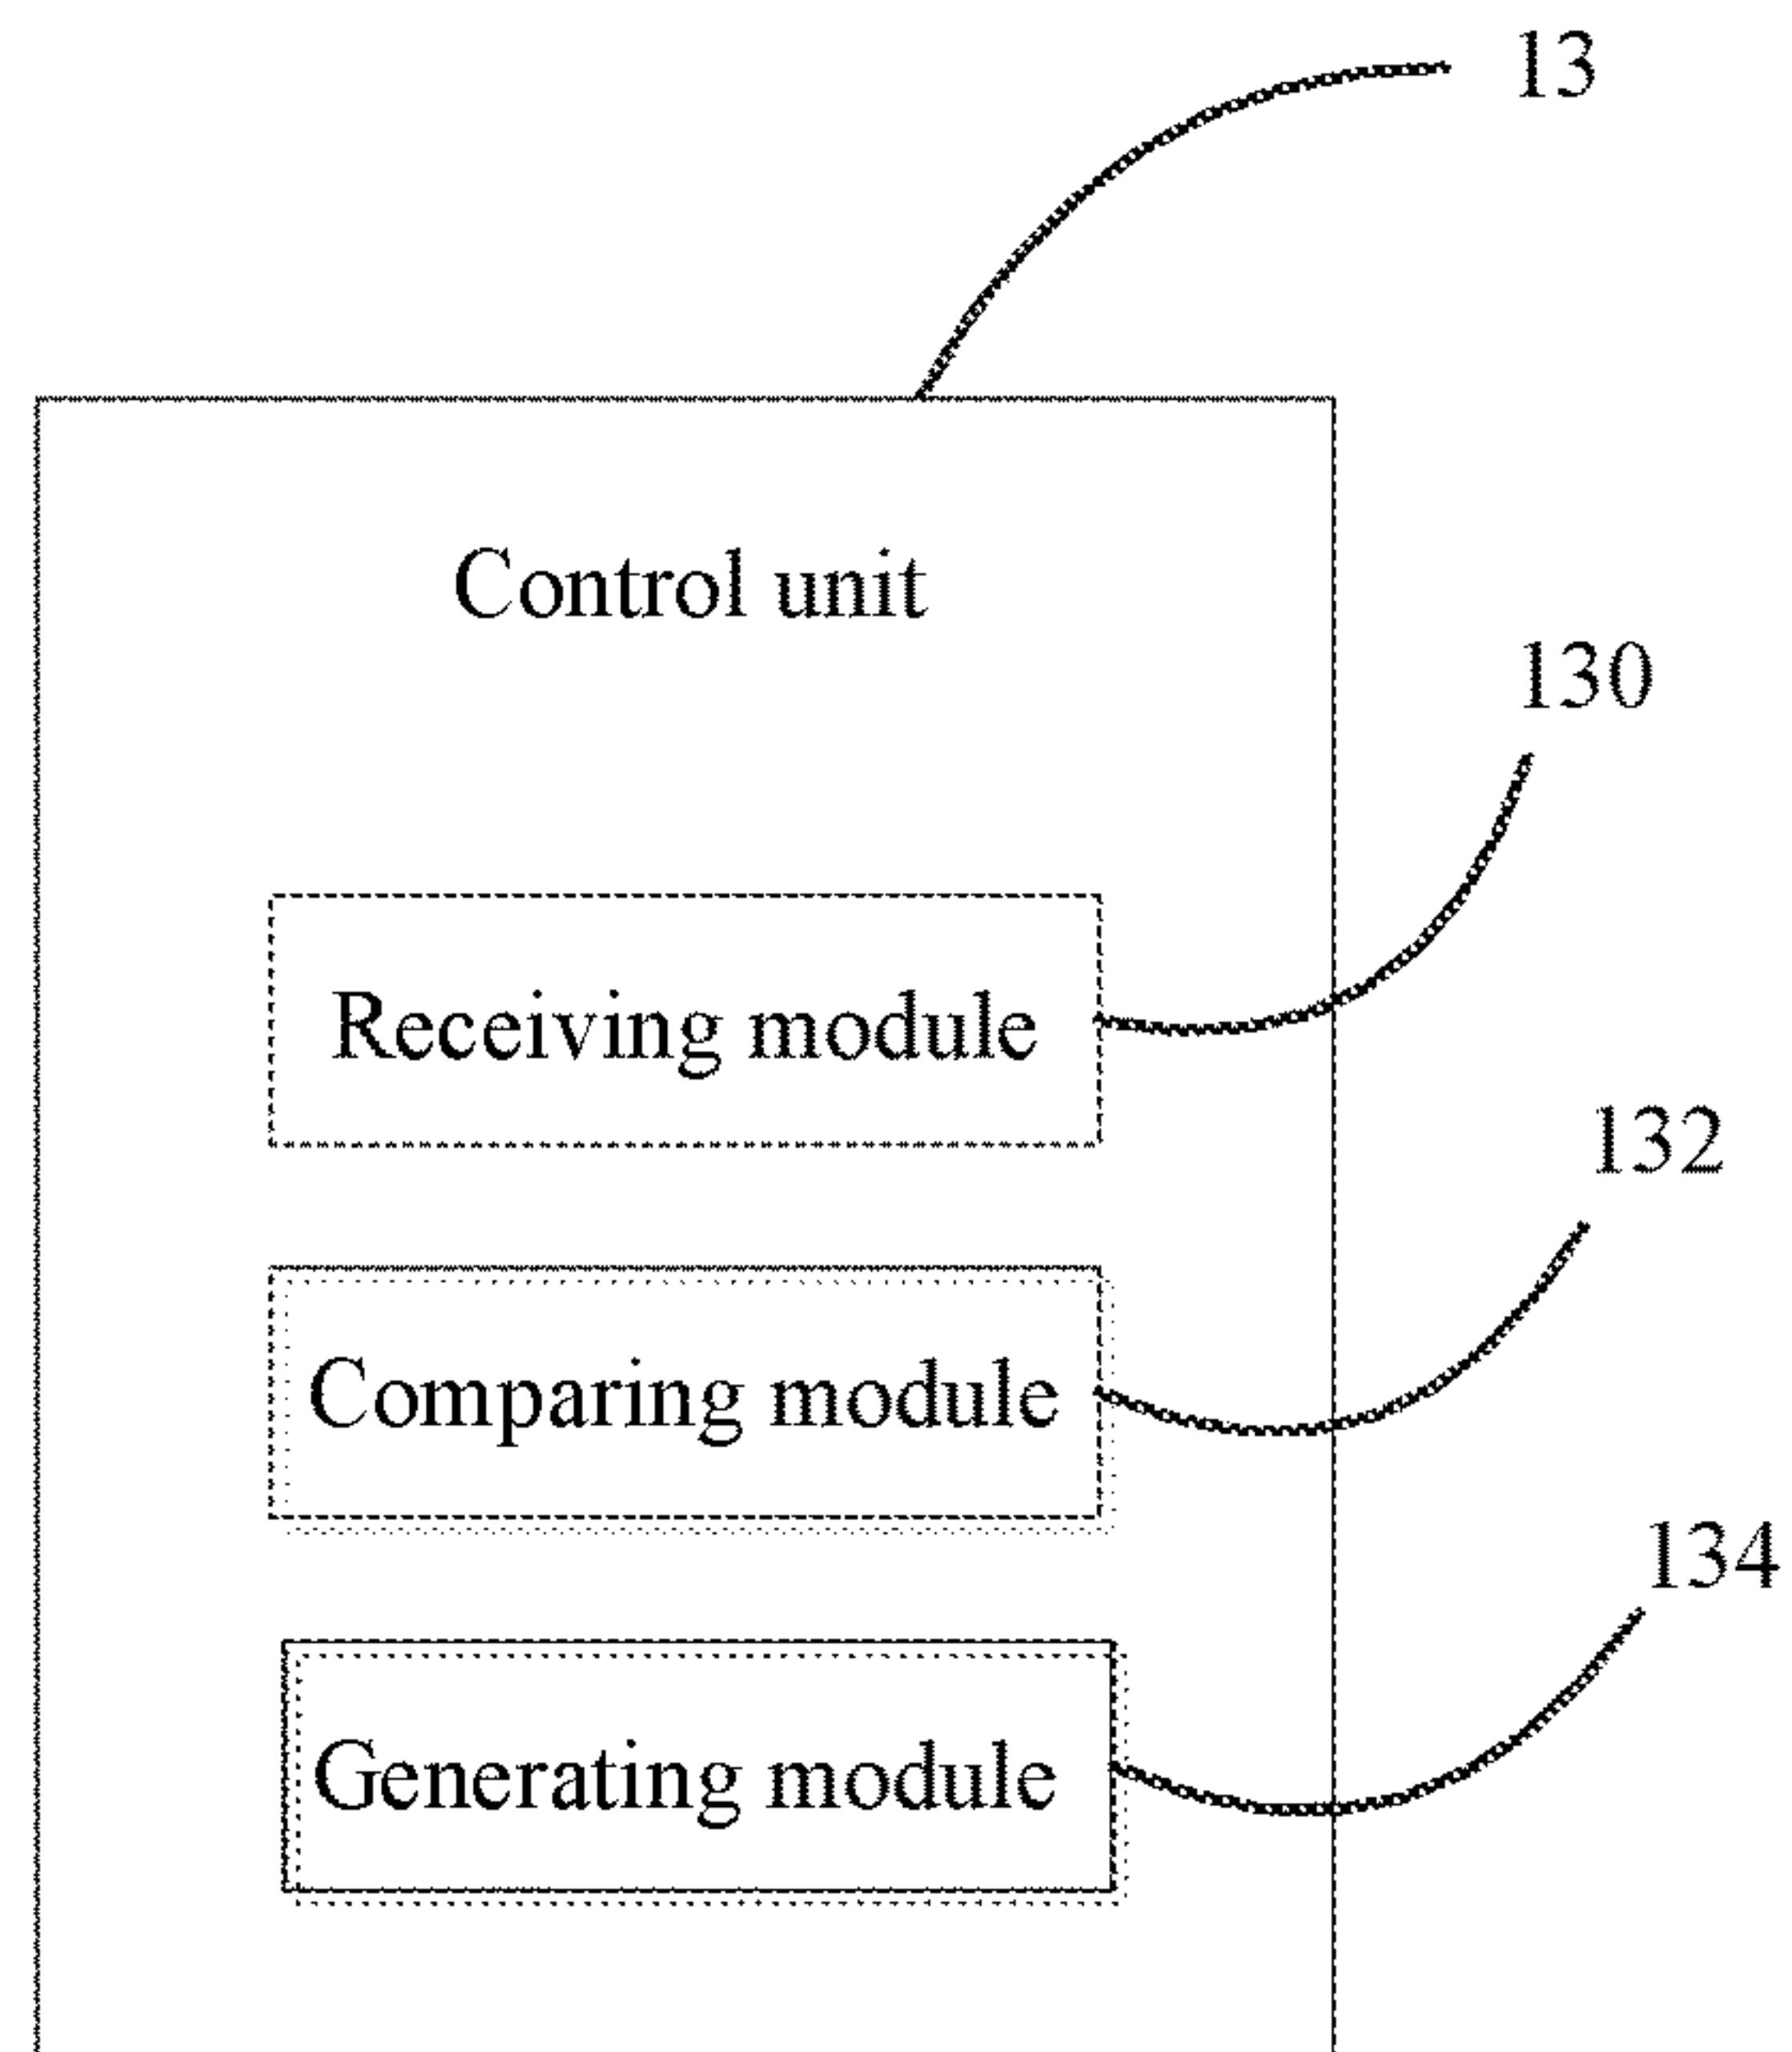 13
Control unit
130
Receiving module
132
Comparing module
134
Generating module